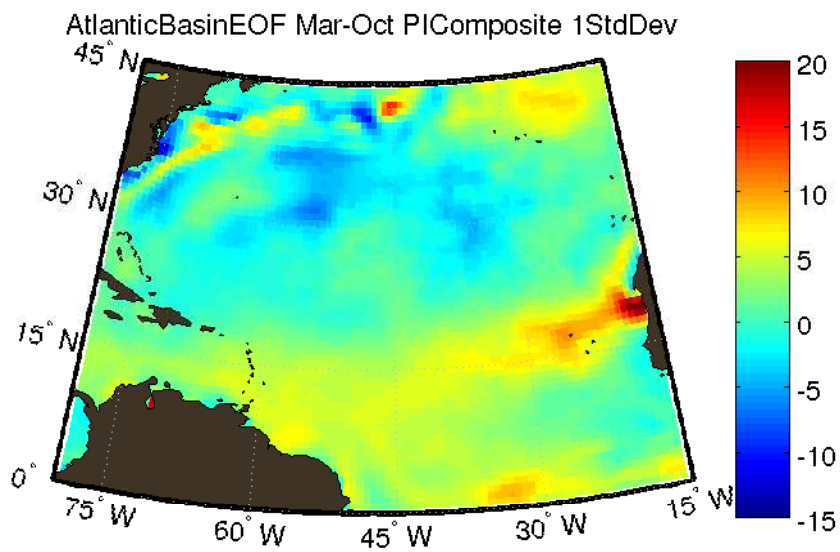 AtlanticBasinEOF Mar-Oct PIComposite 1StdDev
45° N
30° N
15° N
0°
75° W
60° W
45° W
30° W
15° W
20
15
10
5
0
-5
-10
-15